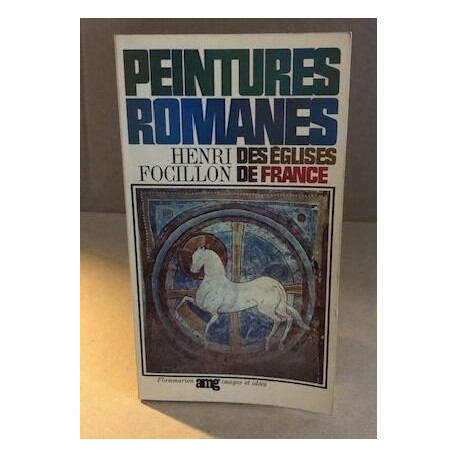 PEINTURES
ROMANES
HENRI DES ÉGLISES
FOCILLON DE FRANCE
Flammarion amg images et idées